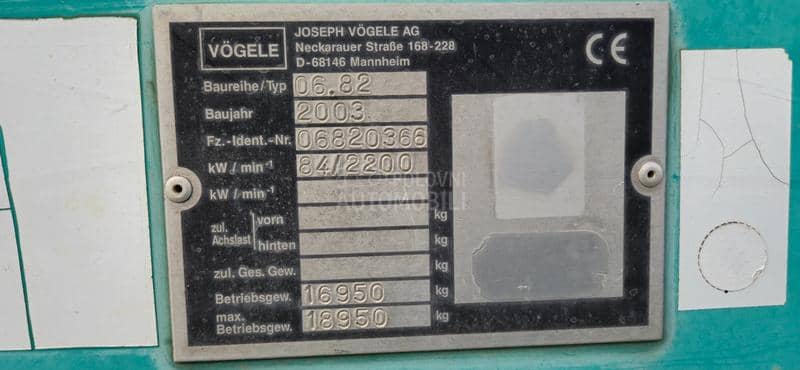 VÖGELE
JOSEPH VÖGELE AG
Neckarauer Straße 168-228
D-68146 Mannheim
CE
Baureihe/Typ 06.82
Baujahr 2003
Fz.-Ident.-Nr. 06820366
kW / min⁻¹ 84/2200
kW / min⁻¹
POLOVNI
AUTOMOBILI
zul. Achslast vorn kg
hinten kg
zul. Ges. Gew. kg
Betriebsgew. 16950 kg
max. Betriebsgew. 18950 kg